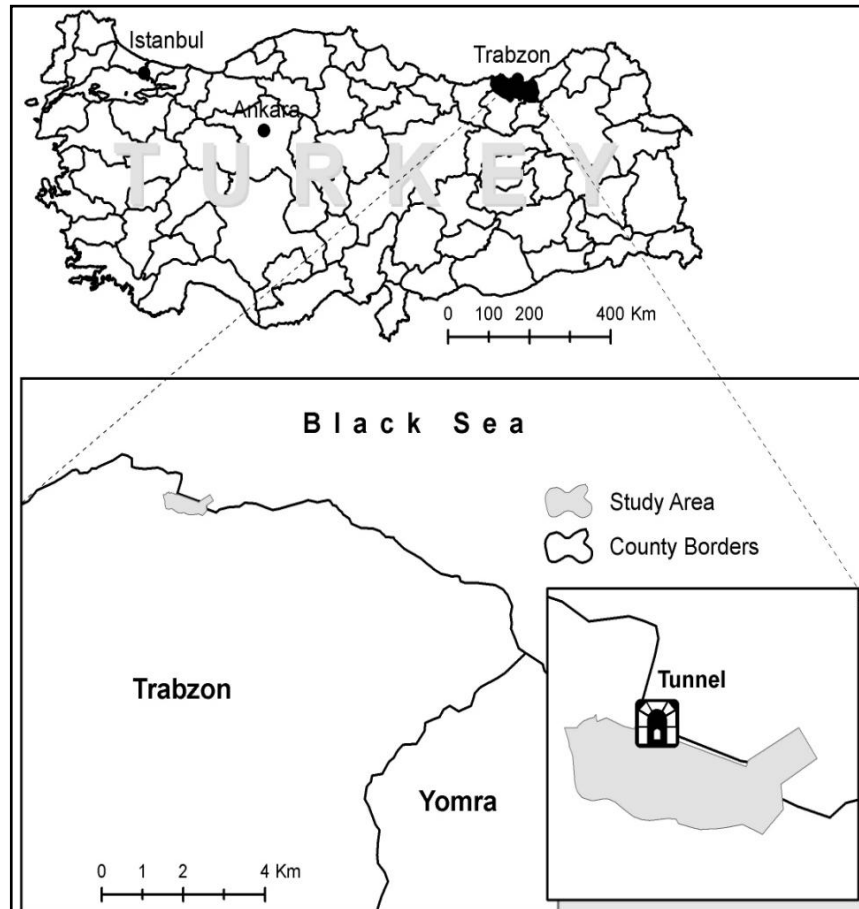 Istanbul
Trabzon
Ankara
TURKEY
0 100 200 400 Km
Black Sea
Study Area
County Borders
Trabzon
Tunnel
Yomra
0 1 2 4 Km